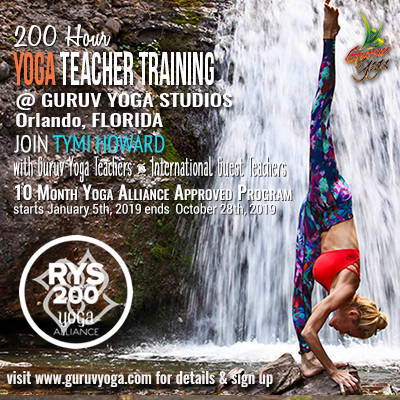 200 Hour
YOGA TEACHER TRAINING
@ GURUV YOGA STUDIOS
Orlando, FLORIDA
JOIN TYMI HOWARD
with Guruv Yoga Teachers & International Guest Teachers
10 MONTH YOGA ALLIANCE APPROVED PROGRAM
starts January 5th, 2019 ends October 28th, 2019
Guruv
Yoga
RYS
200
yoga
ALLIANCE
visit www.guruvyoga.com for details & sign up